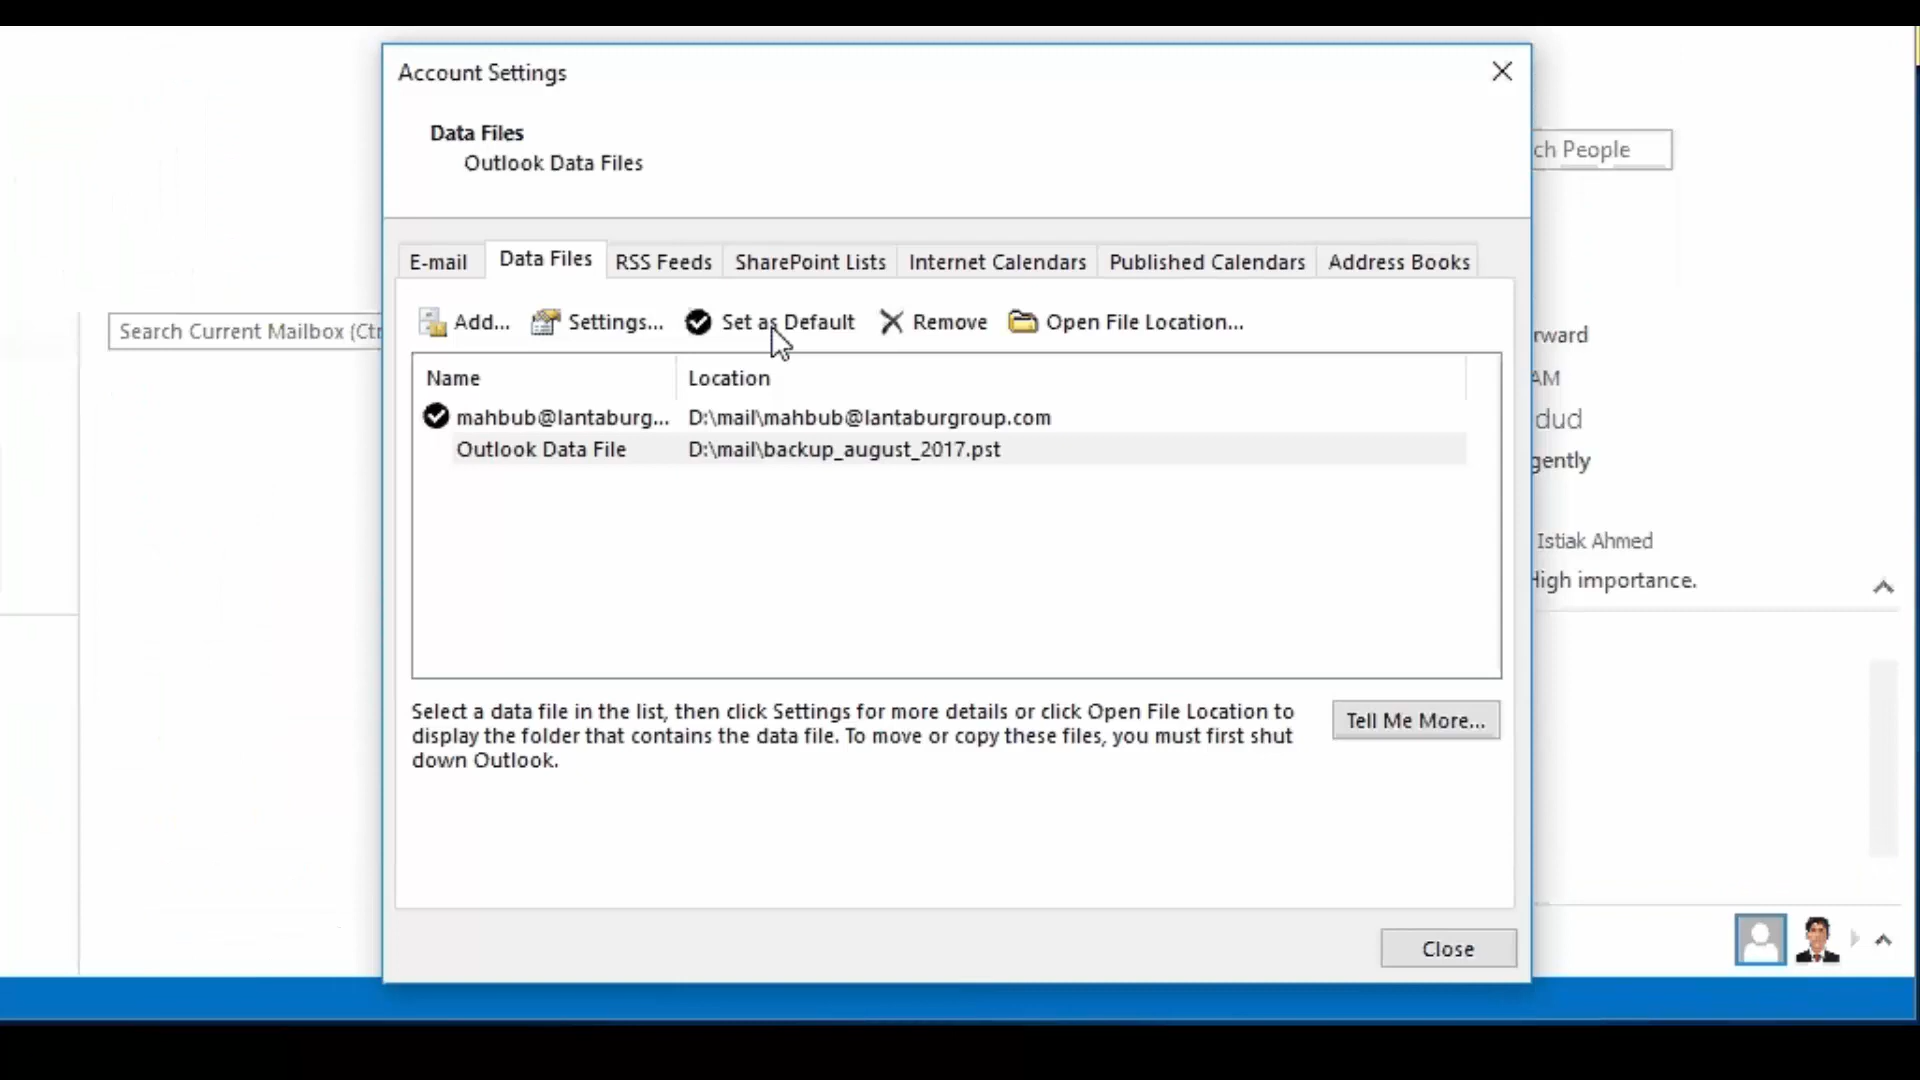 Account Settings
Data Files
Outlook Data Files
ch People
E-mail Data Files RSS Feeds SharePoint Lists Internet Calendars Published Calendars Address Books
Add... Settings... Set as Default Remove Open File Location...
Search Current Mailbox (Ctr
rward
Name Location
AM
mahbub@lantaburg... D:\mail\mahbub@lantaburgroup.com
dud
Outlook Data File D:\mail\backup_august_2017.pst
gently
Istiak Ahmed
High importance.
Select a data file in the list, then click Settings for more details or click Open File Location to
display the folder that contains the data file. To move or copy these files, you must first shut
down Outlook.
Tell Me More...
Close